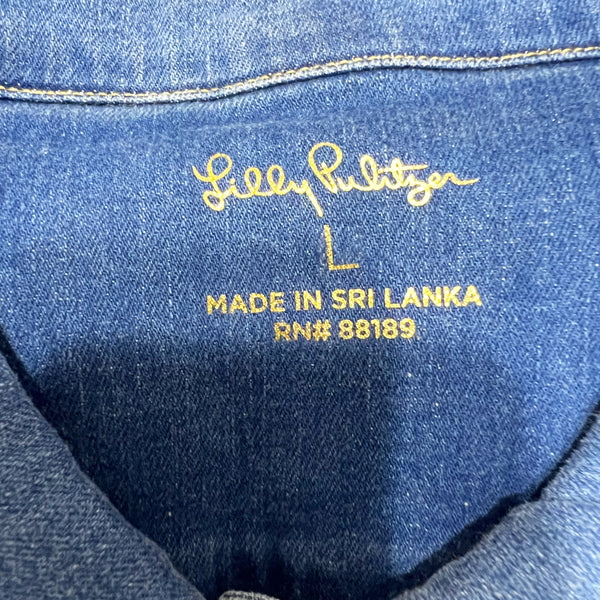 Lilly Pulitzer
L
MADE IN SRI LANKA
RN# 88189